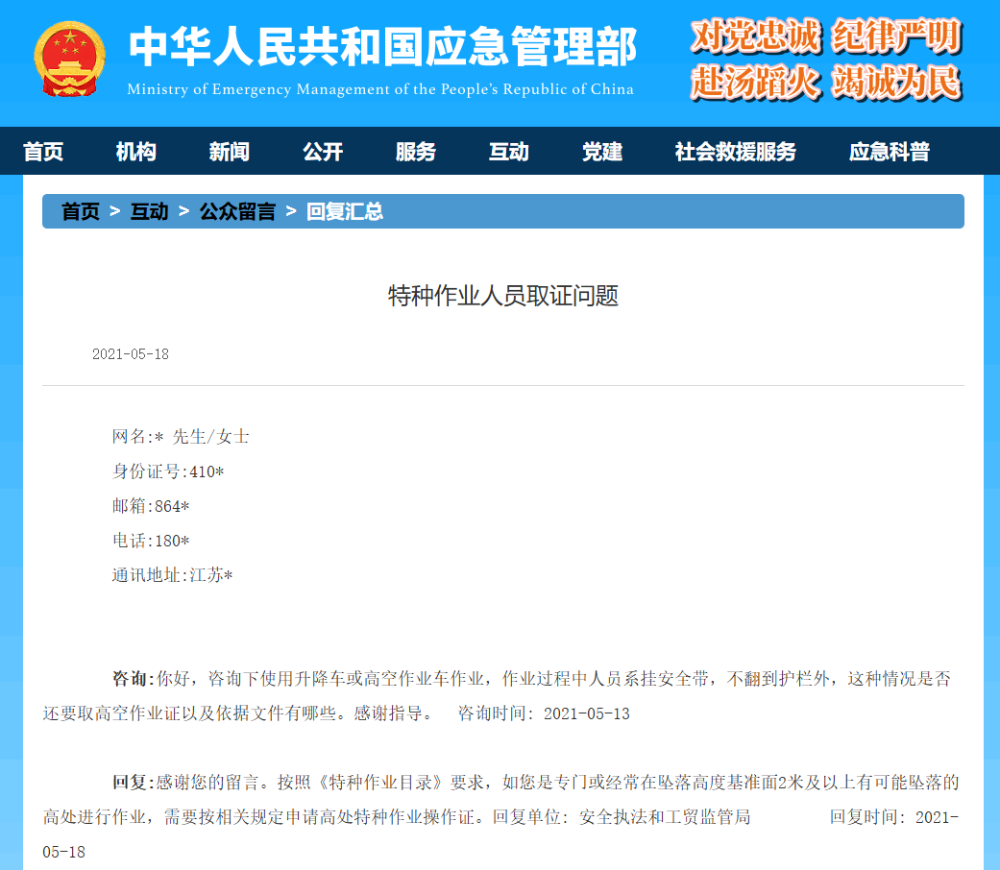 中华人民共和国应急管理部
Ministry of Emergency Management of the People's Republic of China
对党忠诚 纪律严明
赴汤蹈火 竭诚为民
首页 机构 新闻 公开 服务 互动 党建 社会救援服务 应急科普
首页 > 互动 > 公众留言 > 回复汇总
特种作业人员取证问题
2021-05-18
网名:* 先生/女士
身份证号:410*
邮箱:864*
电话:180*
通讯地址:江苏*
咨询:你好，咨询下使用升降车或高空作业车作业，作业过程中人员系挂安全带，不翻到护栏外，这种情况是否
还要取高空作业证以及依据文件有哪些。感谢指导。 咨询时间: 2021-05-13
回复:感谢您的留言。按照《特种作业目录》要求，如您是专门或经常在坠落高度基准面2米及以上有可能坠落的
高处进行作业，需要按相关规定申请高处特种作业操作证。回复单位: 安全执法和工贸监管局 回复时间: 2021-
05-18